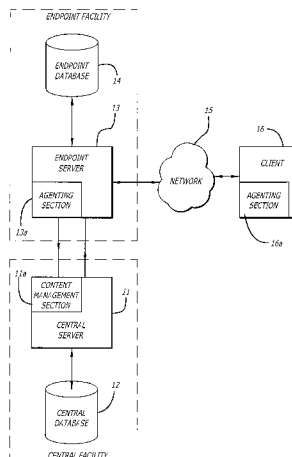 ENDPOINT FACILITY
ENDPOINT
DATABASE
14
13
15
16
ENDPOINT
SERVER
AGENTING
SECTION
13a
NETWORK
CLIENT
AGENTING
SECTION
16a
11a
CONTENT
MANAGEMENT
SECTION
11
CENTRAL
SERVER
12
CENTRAL
DATABASE
CENTRAL FACILITY